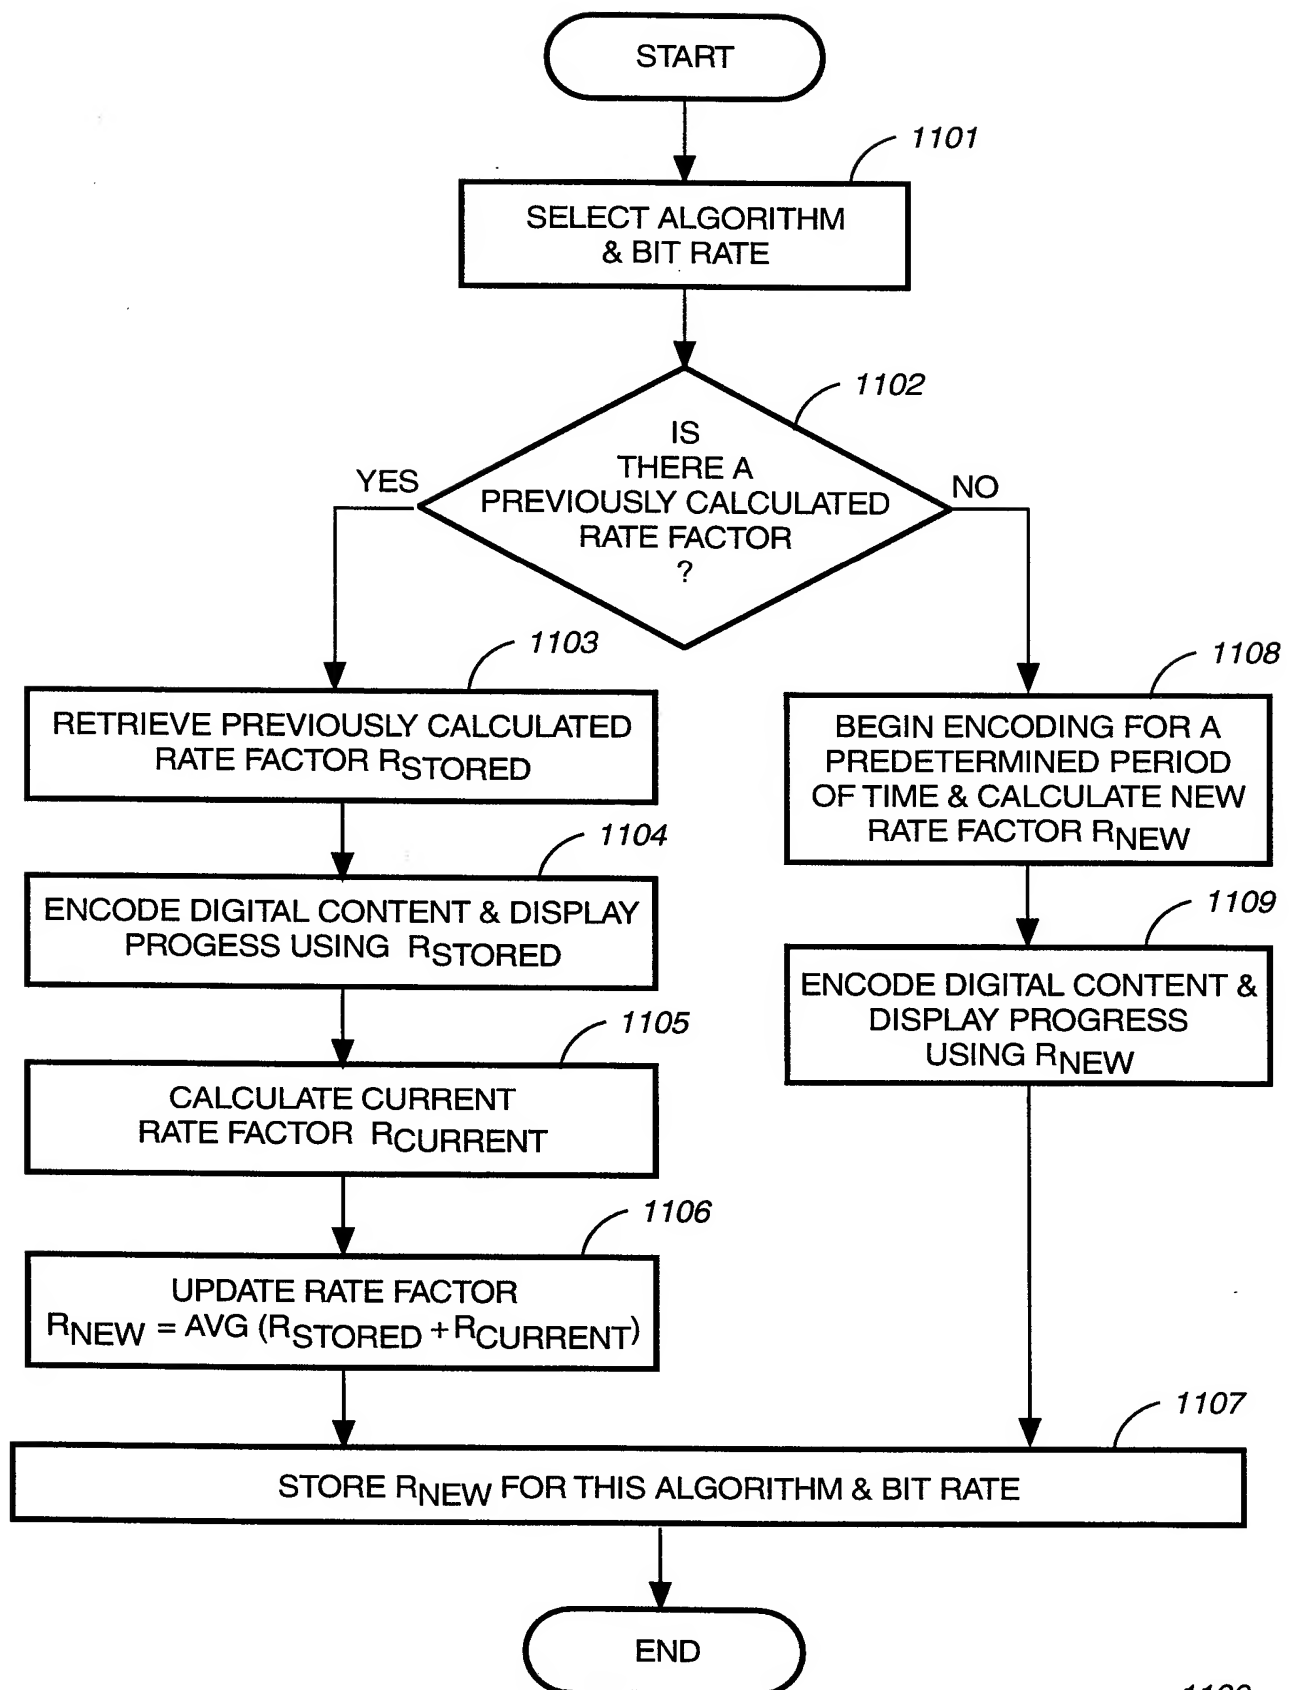 START
1101
SELECT ALGORITHM
& BIT RATE
1102
IS
THERE A
PREVIOUSLY CALCULATED
RATE FACTOR
?
YES
NO
1103
RETRIEVE PREVIOUSLY CALCULATED
RATE FACTOR RSTORED
1104
ENCODE DIGITAL CONTENT & DISPLAY
PROGESS USING RSTORED
1105
CALCULATE CURRENT
RATE FACTOR RCURRENT
1106
UPDATE RATE FACTOR
RNEW = AVG (RSTORED + RCURRENT)
1108
BEGIN ENCODING FOR A
PREDETERMINED PERIOD
OF TIME & CALCULATE NEW
RATE FACTOR RNEW
1109
ENCODE DIGITAL CONTENT &
DISPLAY PROGRESS
USING RNEW
1107
STORE RNEW FOR THIS ALGORITHM & BIT RATE
END